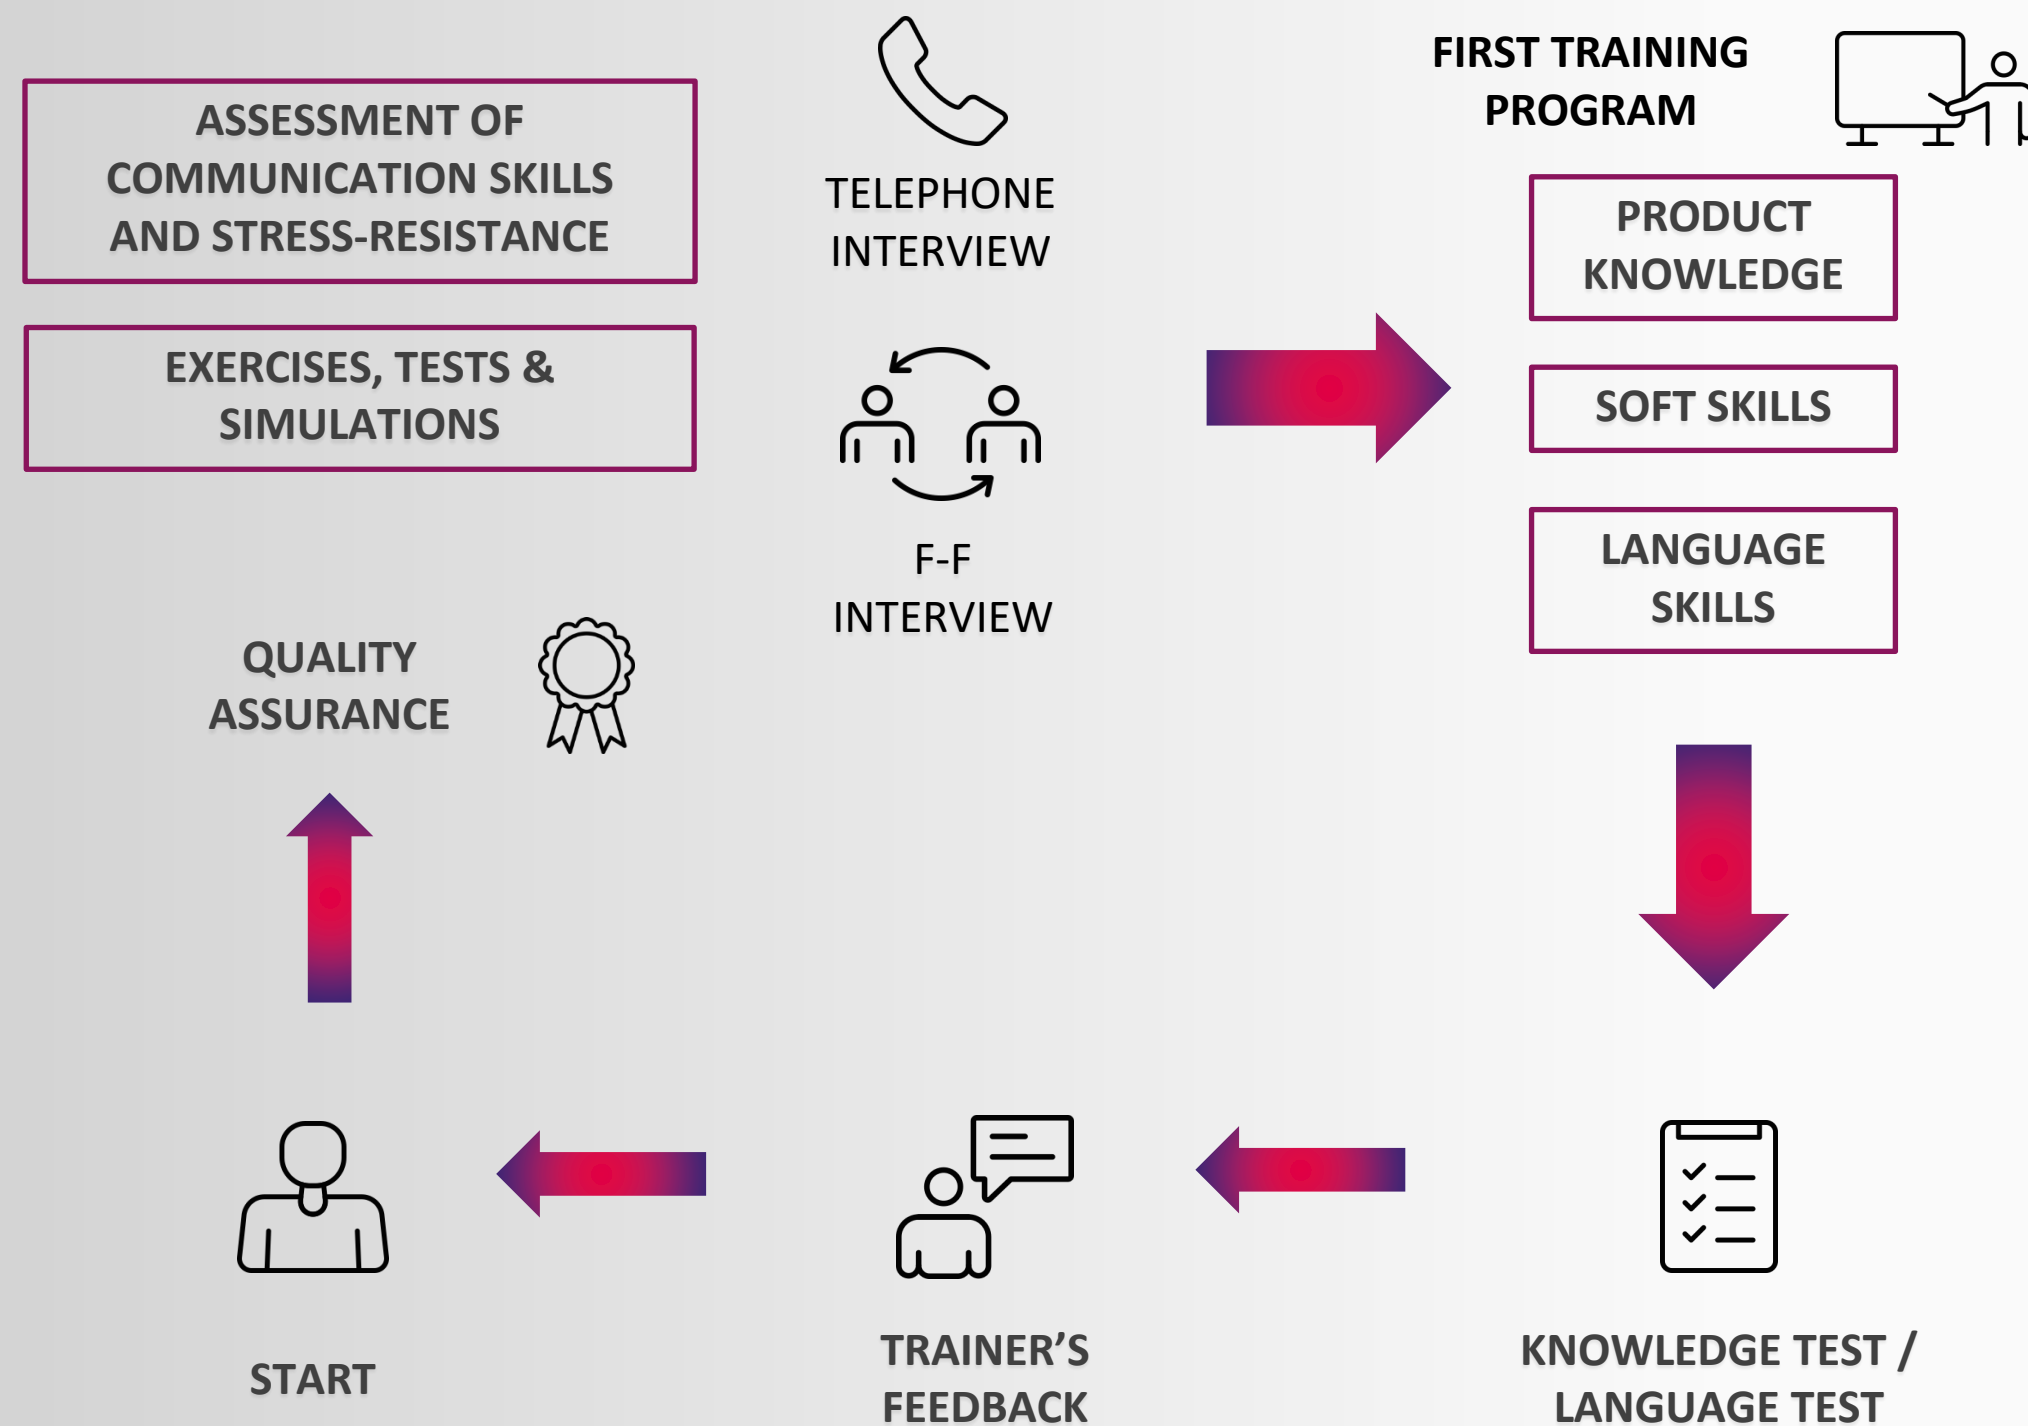 ASSESSMENT OF
COMMUNICATION SKILLS
AND STRESS-RESISTANCE
EXERCISES, TESTS &
SIMULATIONS
TELEPHONE
INTERVIEW
F-F
INTERVIEW
FIRST TRAINING
PROGRAM
PRODUCT
KNOWLEDGE
SOFT SKILLS
LANGUAGE
SKILLS
QUALITY
ASSURANCE
START
TRAINER’S
FEEDBACK
KNOWLEDGE TEST /
LANGUAGE TEST